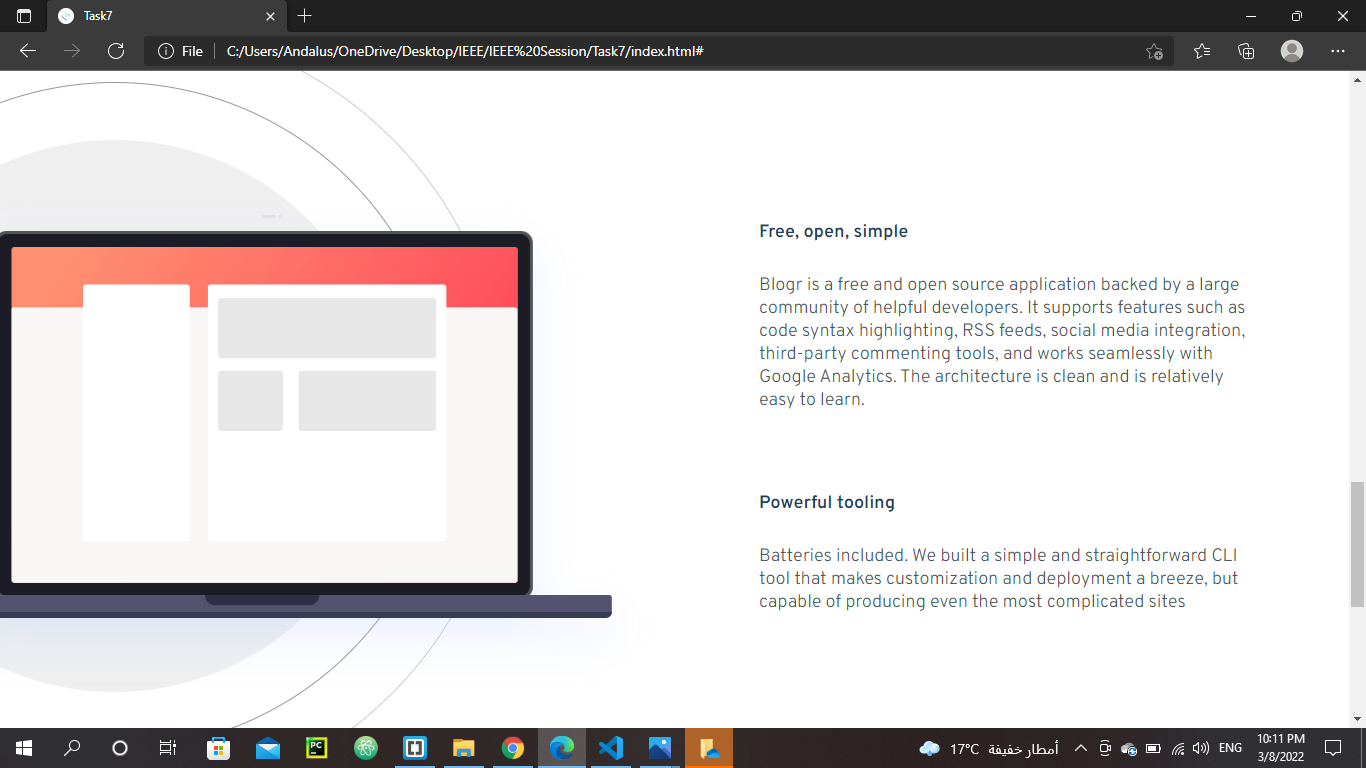 Task7
File
C:/Users/Andalus/OneDrive/Desktop/IEEE/IEEE%20Session/Task7/index.html#
Free, open, simple
Blogr is a free and open source application backed by a large
community of helpful developers. It supports features such as
code syntax highlighting, RSS feeds, social media integration,
third-party commenting tools, and works seamlessly with
Google Analytics. The architecture is clean and is relatively
easy to learn.
Powerful tooling
Batteries included. We built a simple and straightforward CLI
tool that makes customization and deployment a breeze, but
capable of producing even the most complicated sites
PC
17°C أمطار خفيفة
ENG
10:11 PM
3/8/2022